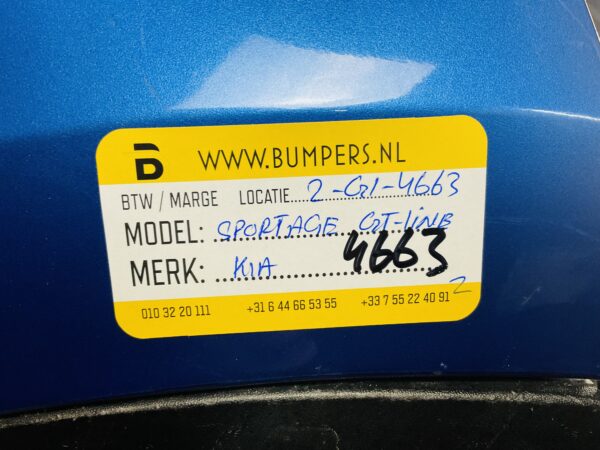 B WWW.BUMPERS.NL
BTW / MARGE LOCATIE 2-G1-4663
MODEL: SPORTAGE GT-LINE
MERK: KIA 4663
010 32 20 111 +31 6 44 66 53 55 +33 7 55 22 40 91 2